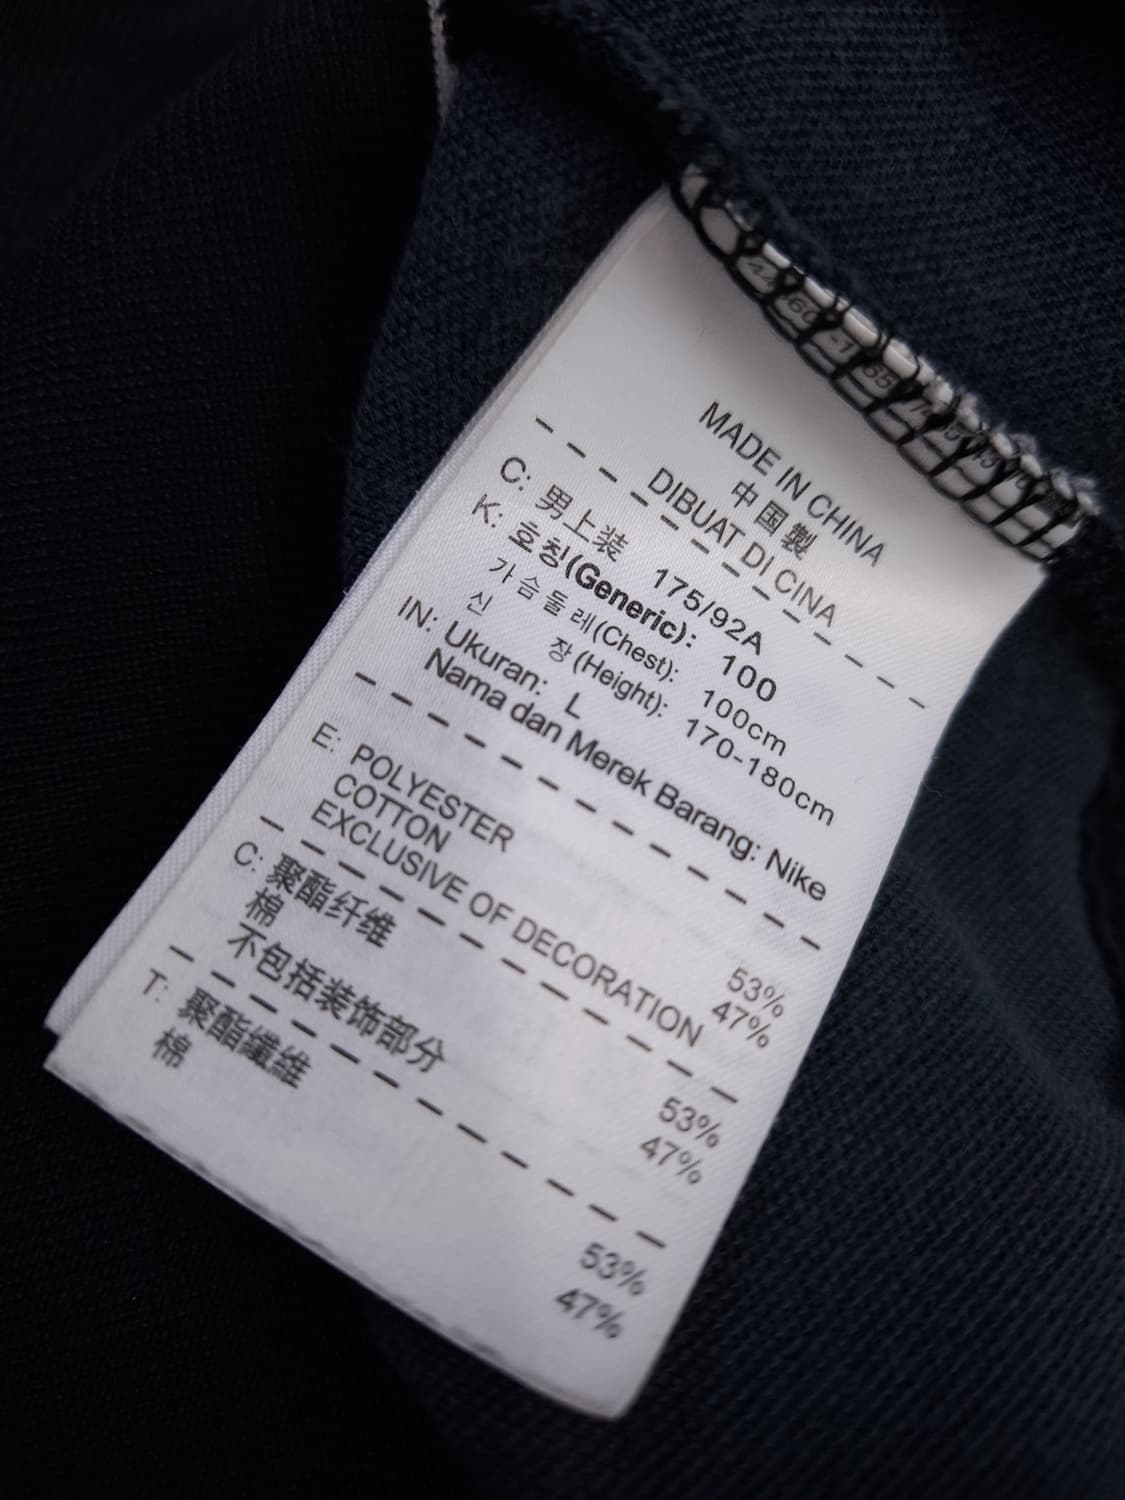 MADE IN CHINA
中国製
DIBUAT DI CINA
C: 男上装 175/92A
K: 호칭(Generic): 100
가슴둘레(Chest): 100cm
신 장(Height): 170-180cm
IN: Ukuran: L
Nama dan Merek Barang: Nike
E: POLYESTER 53%
COTTON 47%
EXCLUSIVE OF DECORATION
C: 聚酯纤维 53%
棉 47%
不包括装饰部分
T: 聚酯纖維 53%
棉 47%